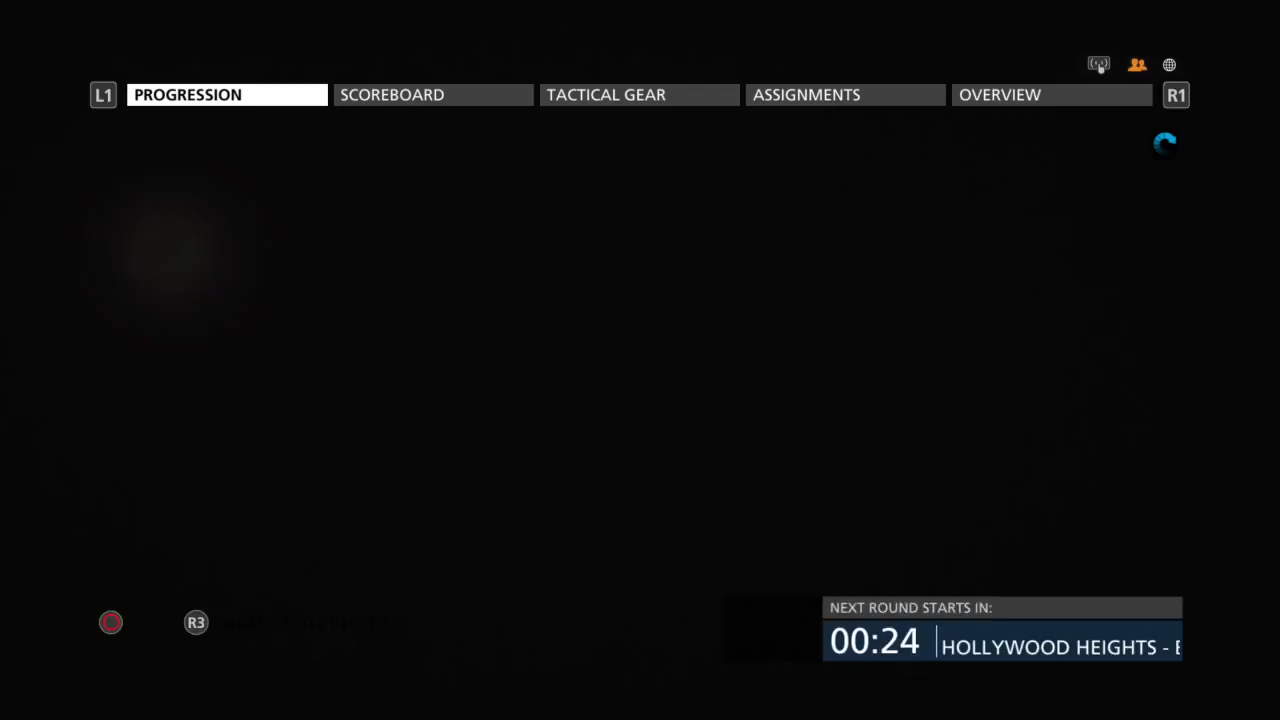 L1 PROGRESSION SCOREBOARD TACTICAL GEAR ASSIGNMENTS OVERVIEW R1
R3
NEXT ROUND STARTS IN:
00:24 HOLLYWOOD HEIGHTS -